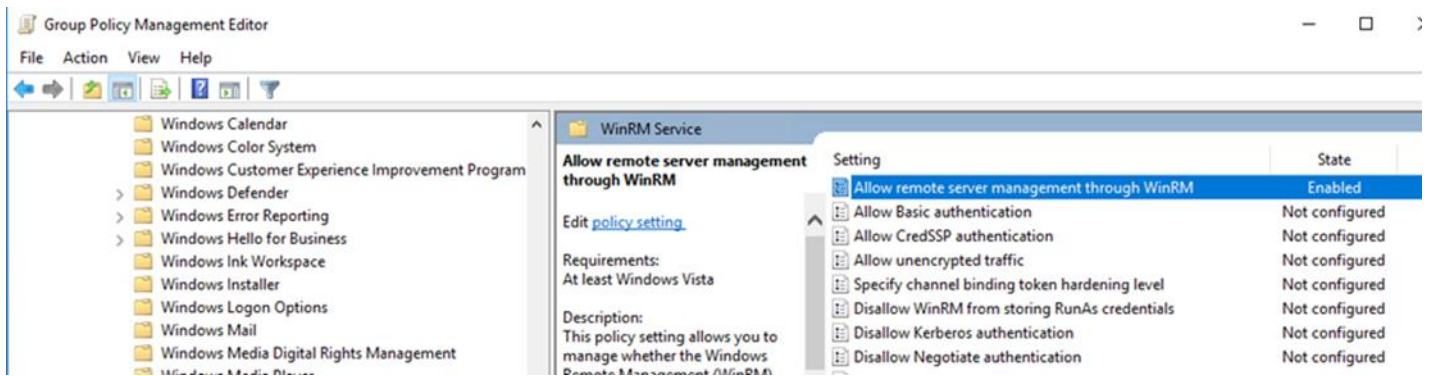 Group Policy Management Editor
File Action View Help
Windows Calendar
Windows Color System
Windows Customer Experience Improvement Program
Windows Defender
Windows Error Reporting
Windows Hello for Business
Windows Ink Workspace
Windows Installer
Windows Logon Options
Windows Mail
Windows Media Digital Rights Management
Windows Media Player
WinRM Service
Allow remote server management
through WinRM
Edit policy setting
Requirements:
At least Windows Vista
Description:
This policy setting allows you to
manage whether the Windows
Remote Management (WinRM)
Setting State
Allow remote server management through WinRM Enabled
Allow Basic authentication Not configured
Allow CredSSP authentication Not configured
Allow unencrypted traffic Not configured
Specify channel binding token hardening level Not configured
Disallow WinRM from storing RunAs credentials Not configured
Disallow Kerberos authentication Not configured
Disallow Negotiate authentication Not configured